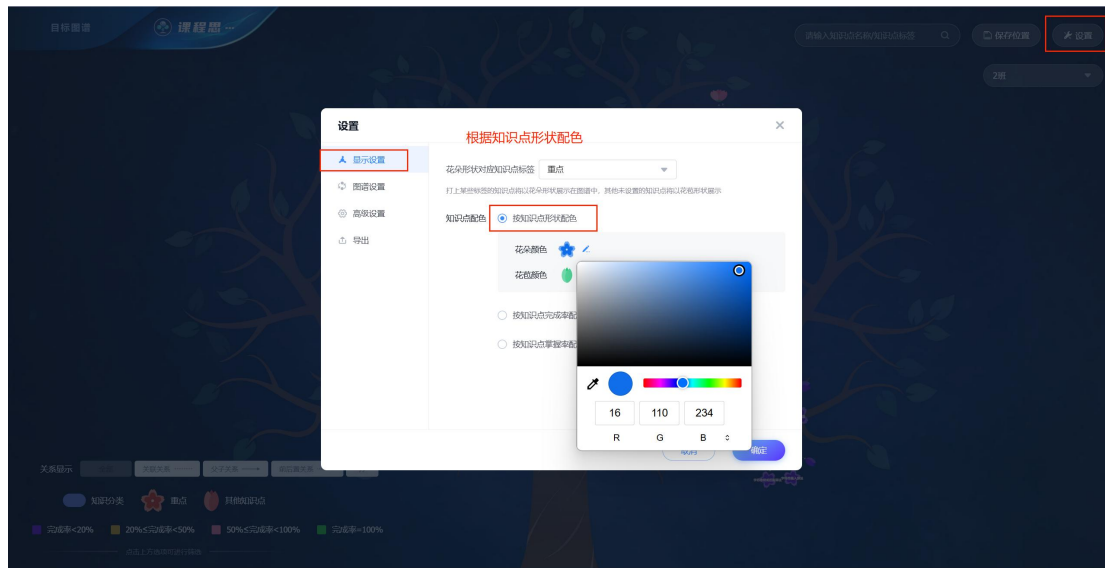 目标图谱
课程思...
请输入知识点名称/知识点标签
保存位置
设置
2班
设置
根据知识点形状配色
显示设置
图谱设置
高级设置
导出
花朵形状对应知识点标签 重点
打上某些标签的知识点将以花朵形状展示在图谱中，其他未设置的知识点将以花苞形状展示
知识点配色 按知识点形状配色
花朵颜色
花苞颜色
按知识点完成率配
按知识点掌握率配
16 110 234
R G B
取消 确定
关系显示 关联关系 父子关系 前后置关系
知识分类 重点 其他知识点
完成率<20% 20%≤完成率<50% 50%≤完成率<100% 完成率=100%